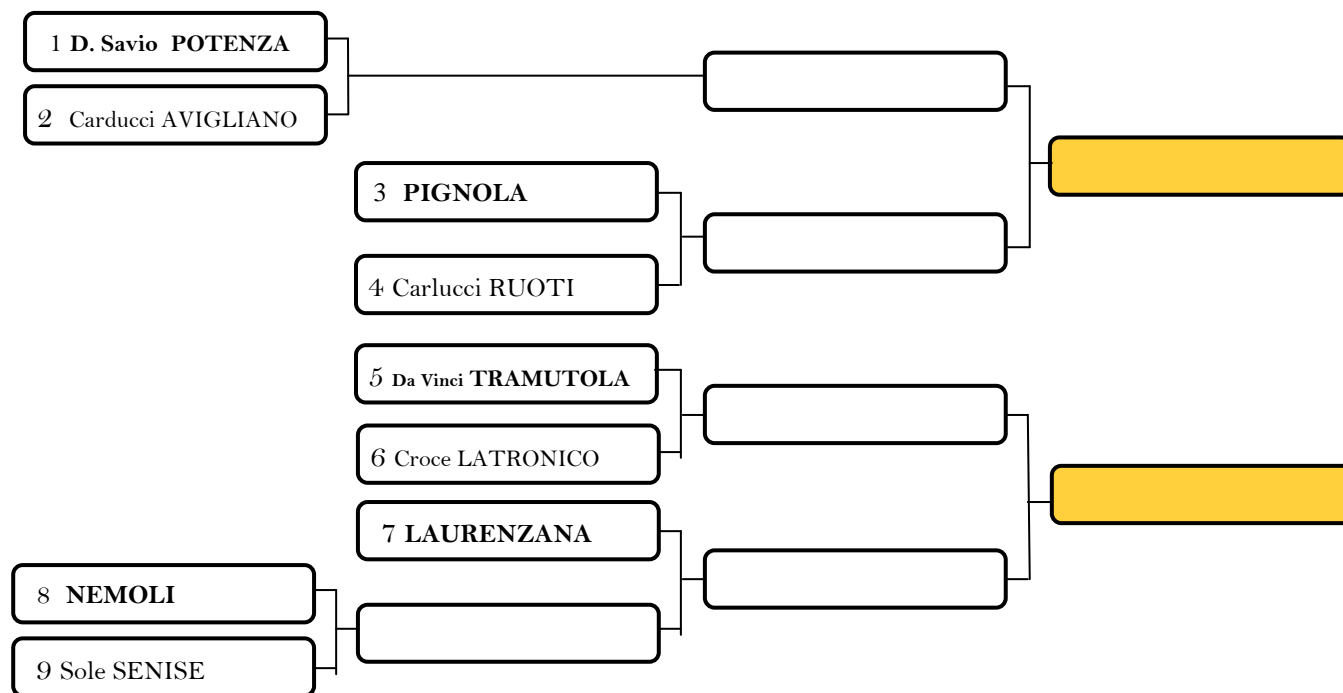 1 D. Savio POTENZA
2 Carducci AVIGLIANO
3 PIGNOLA
4 Carlucci RUOTI
5 Da Vinci TRAMUTOLA
6 Croce LATRONICO
7 LAURENZANA
8 NEMOLI
9 Sole SENISE